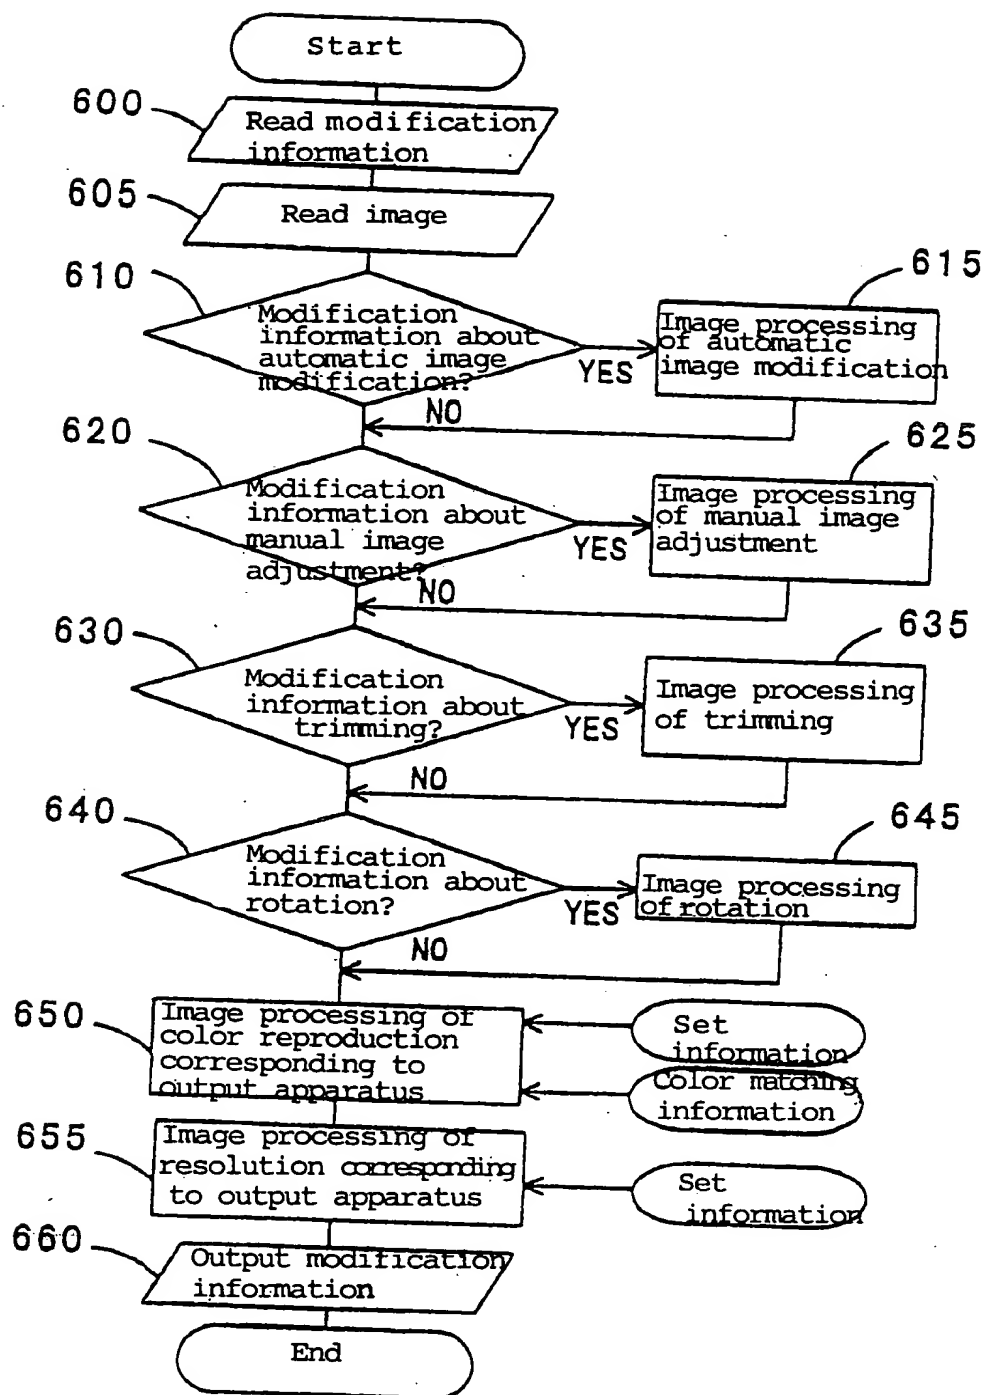 Start
600
Read modification
information
605
Read image
610
Modification
information about
automatic image
modification?
YES
615
Image processing
of automatic
image modification
NO
620
Modification
information about
manual image
adjustment?
YES
625
Image processing
of manual image
adjustment
NO
630
Modification
information about
trimming?
YES
635
Image processing
of trimming
NO
640
Modification
information about
rotation?
YES
645
Image processing
of rotation
NO
650
Image processing of
color reproduction
corresponding to
output apparatus
Set
information
Color matching
information
655
Image processing of
resolution corresponding
to output apparatus
Set
information
660
Output modification
information
End